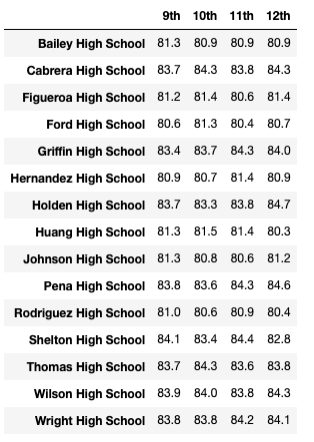 9th 10th 11th 12th
Bailey High School 81.3 80.9 80.9 80.9
Cabrera High School 83.7 84.3 83.8 84.3
Figueroa High School 81.2 81.4 80.6 81.4
Ford High School 80.6 81.3 80.4 80.7
Griffin High School 83.4 83.7 84.3 84.0
Hernandez High School 80.9 80.7 81.4 80.9
Holden High School 83.7 83.3 83.8 84.7
Huang High School 81.3 81.5 81.4 80.3
Johnson High School 81.3 80.8 80.6 81.2
Pena High School 83.8 83.6 84.3 84.6
Rodriguez High School 81.0 80.6 80.9 80.4
Shelton High School 84.1 83.4 84.4 82.8
Thomas High School 83.7 84.3 83.6 83.8
Wilson High School 83.9 84.0 83.8 84.3
Wright High School 83.8 83.8 84.2 84.1